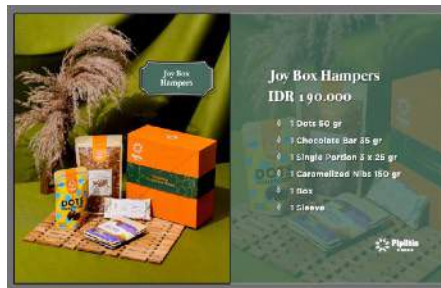 Joy Box
Hampers
DOTS
Joy Box Hampers
IDR 190.000
1 Dots 50 gr
1 Chocolate Bar 35 gr
1 Single Portion 3 x 25 gr
1 Caramelized Nibs 150 gr
1 Box
1 Sleeve
Pipiltin